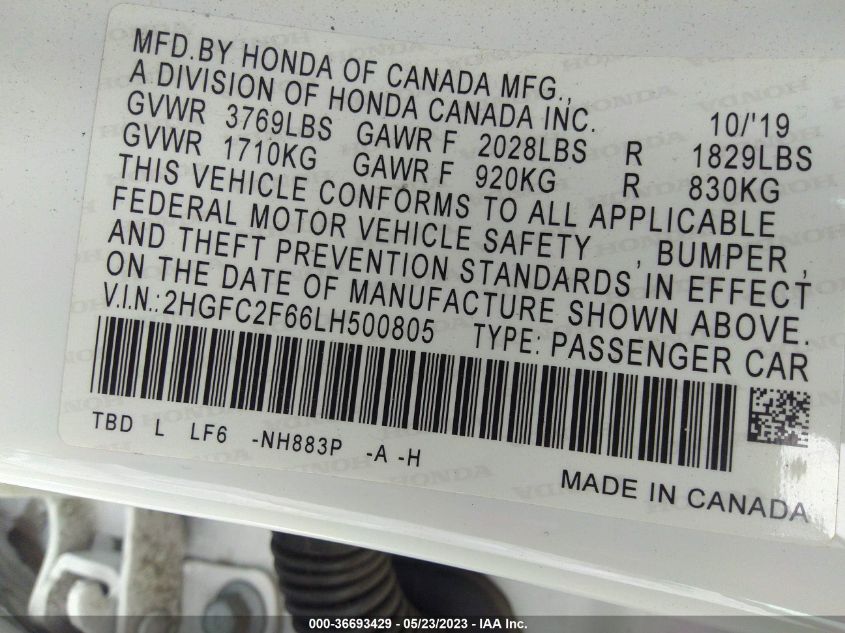 MFD.BY HONDA OF CANADA MFG.,
A DIVISION OF HONDA CANADA INC. 10/'19
GVWR 3769LBS GAWR F 2028LBS R 1829LBS
GVWR 1710KG GAWR F 920KG R 830KG
THIS VEHICLE CONFORMS TO ALL APPLICABLE
FEDERAL MOTOR VEHICLE SAFETY , BUMPER ,
AND THEFT PREVENTION STANDARDS IN EFFECT
ON THE DATE OF MANUFACTURE SHOWN ABOVE.
V.I.N.:2HGFC2F66LH500805 TYPE: PASSENGER CAR
TBD L LF6 -NH883P -A -H
MADE IN CANADA
000-36693429 - 05/23/2023 - IAA Inc.